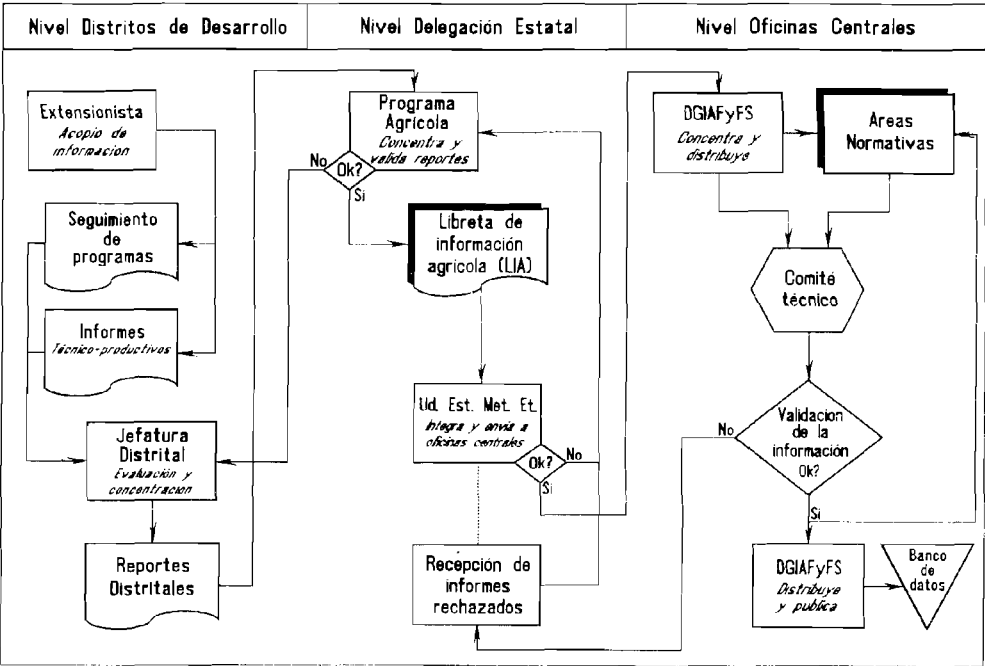 Nivel Distritos de Desarrollo
Nivel Delegación Estatal
Nivel Oficinas Centrales
Extensionista
Acopio de
informacion
Seguimiento
de
programas
Informes
Técnico-productivos
Jefatura
Distrital
Evaluación y
concentracion
Reportes
Distritales
Programa
Agrícola
Concentra y
valida reportes
No
Ok?
Si
Libreta de
información
agrícola (LIA)
Ud. Est. Met. Et.
Integra y envia a
oficinas centrales
Ok?
No
Si
Recepción de
informes
rechazados
DGIAFyFS
Concentra y
distribuye
Areas
Normativas
Comité
técnico
No
Validacion
de la
información
Ok?
Si
DGIAFyFS
Distribuye
y publica
Banco
de
datos